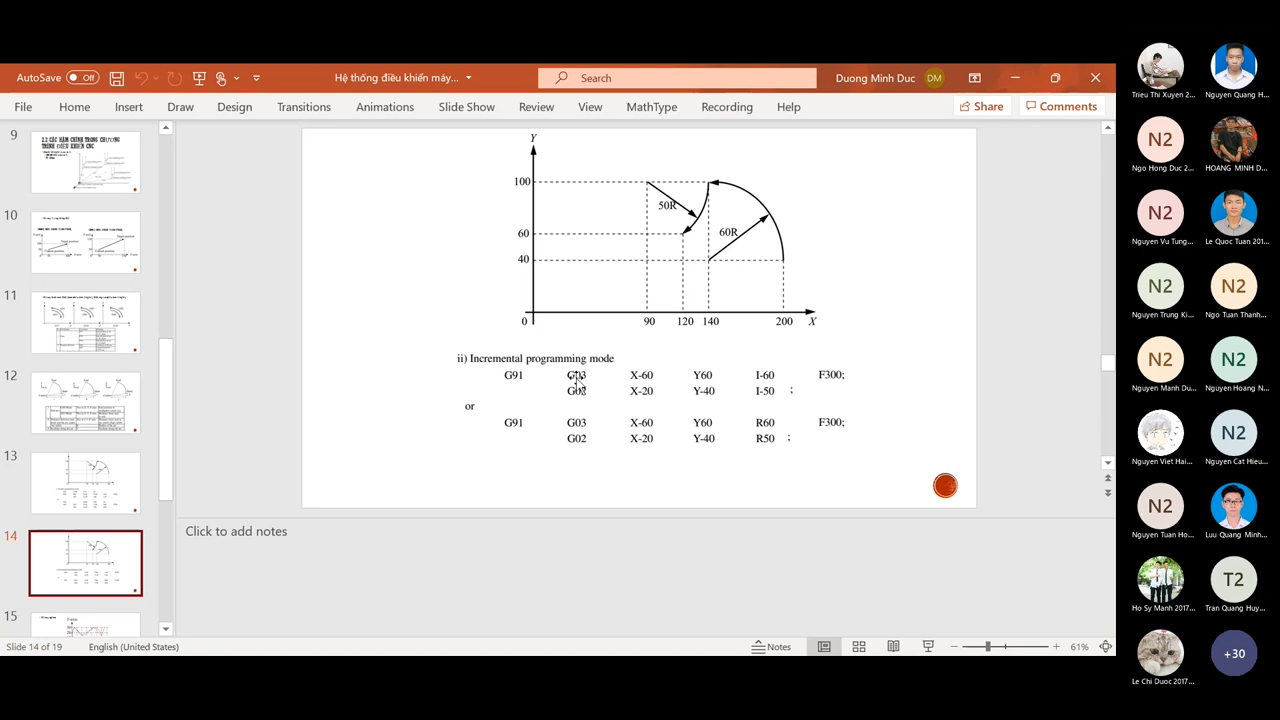 AutoSave Off Hệ thống điều khiển máy... Search Duong Minh Duc DM
File Home Insert Draw Design Transitions Animations Slide Show Review View MathType Recording Help Share Comments
9
10
11
12
13
14
15
Y
100
60
40
0
50R
60R
90 120 140 200 X
ii) Incremental programming mode
G91 G03 X-60 Y60 I-60 F300;
G02 X-20 Y-40 I-50 ;
or
G91 G03 X-60 Y60 R60 F300;
G02 X-20 Y-40 R50 ;
Click to add notes
Slide 14 of 19 English (United States) Notes 61%
Trieu Thi Xuyen 2... Nguyen Quang H...
N2
Ngo Hong Duc 2... HOANG MINH D...
N2
Nguyen Vu Tung... Le Quoc Tuan 201...
N2 N2
Nguyen Trung Ki... Ngo Tuan Thanh...
N2 N2
Nguyen Manh Du... Nguyen Hoang N...
N2
Nguyen Viet Hai... Nguyen Cat Hieu...
N2
Nguyen Tuan Ho... Luu Quang Minh...
T2
Ho Sy Manh 2017... Tran Quang Huy...
+30
Le Chi Duoc 2017...